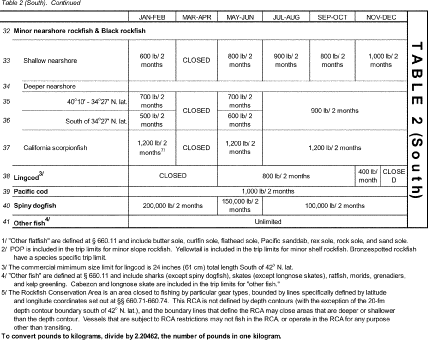 Table 2 (South). Continued
JAN-FEB MAR-APR MAY-JUN JUL-AUG SEP-OCT NOV-DEC
32 Minor nearshore rockfish & Black rockfish
33 Shallow nearshore 600 lb/ 2 months CLOSED 800 lb/ 2 months 900 lb/ 2 months 800 lb/ 2 months 1,000 lb/ 2 months
34 Deeper nearshore
35 40°10' - 34°27' N. lat. 700 lb/ 2 months CLOSED 700 lb/ 2 months 900 lb/ 2 months
36 South of 34°27' N. lat. 500 lb/ 2 months 600 lb/ 2 months
37 California scorpionfish 1,200 lb/ 2 months7/ CLOSED 1,200 lb/ 2 months 1,200 lb/ 2 months
38 Lingcod3/ CLOSED 800 lb/ 2 months 400 lb/ month CLOSED
39 Pacific cod 1,000 lb/ 2 months
40 Spiny dogfish 200,000 lb/ 2 months 150,000 lb/ 2 months 100,000 lb/ 2 months
41 Other fish4/ Unlimited
TABLE 2 (South)
1/ "Other flatfish" are defined at § 660.11 and include butter sole, curlfin sole, flathead sole, Pacific sanddab, rex sole, rock sole, and sand sole.
2/ POP is included in the trip limits for minor slope rockfish. Yellowtail is included in the trip limits for minor shelf rockfish. Bronzespotted rockfish
have a species specific trip limit.
3/ The commercial mimimum size limit for lingcod is 24 inches (61 cm) total length South of 42° N. lat.
4/ "Other fish" are defined at § 660.11 and include sharks (except spiny dogfish), skates (except longnose skates), ratfish, morids, grenadiers,
and kelp greenling. Cabezon and longnose skate are included in the trip limits for "other fish."
5/ The Rockfish Conservation Area is an area closed to fishing by particular gear types, bounded by lines specifically defined by latitude
and longitude coordinates set out at §§ 660.71-660.74. This RCA is not defined by depth contours (with the exception of the 20-fm
depth contour boundary south of 42° N. lat.), and the boundary lines that define the RCA may close areas that are deeper or shallower
than the depth contour. Vessels that are subject to RCA restrictions may not fish in the RCA, or operate in the RCA for any purpose
other than transiting.
To convert pounds to kilograms, divide by 2.20462, the number of pounds in one kilogram.